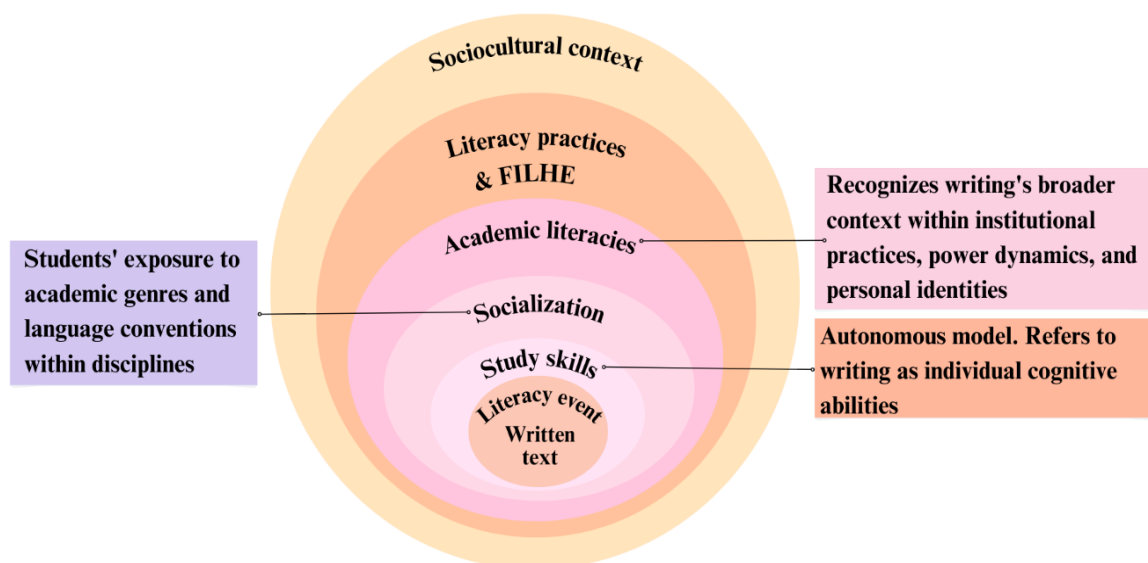 Sociocultural context
Literacy practices
& FILHE
Academic literacies
Socialization
Study skills
Literacy event
Written
text
Students' exposure to
academic genres and
language conventions
within disciplines
Recognizes writing's broader
context within institutional
practices, power dynamics, and
personal identities
Autonomous model. Refers to
writing as individual cognitive
abilities